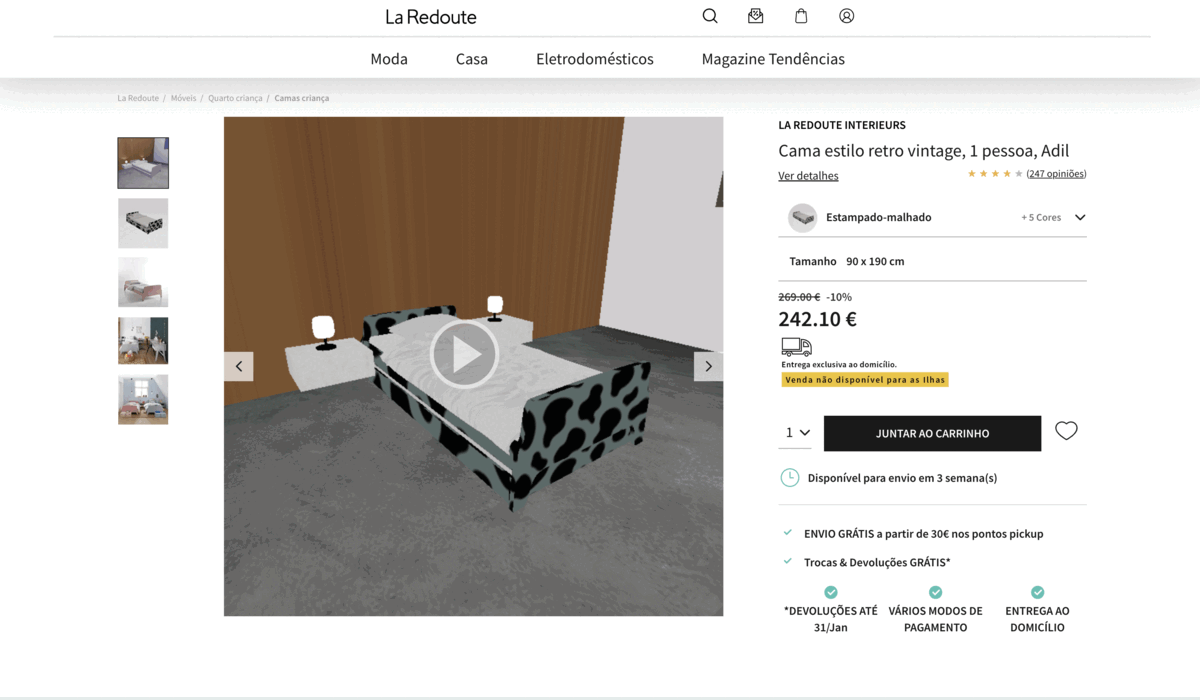 La Redoute
Moda Casa Eletrodomésticos Magazine Tendências
La Redoute / Móveis / Quarto criança / Camas criança
LA REDOUTE INTERIEURS
Cama estilo retro vintage, 1 pessoa, Adil
Ver detalhes (247 opiniões)
Estampado-malhado + 5 Cores
Tamanho 90 x 190 cm
269.00 € -10%
242.10 €
Entrega exclusiva ao domicílio.
Venda não disponível para as Ilhas
1 JUNTAR AO CARRINHO
Disponível para envio em 3 semana(s)
ENVIO GRÁTIS a partir de 30€ nos pontos pickup
Trocas & Devoluções GRÁTIS*
*DEVOLUÇÕES ATÉ VÁRIOS MODOS DE ENTREGA AO
31/Jan PAGAMENTO DOMICÍLIO